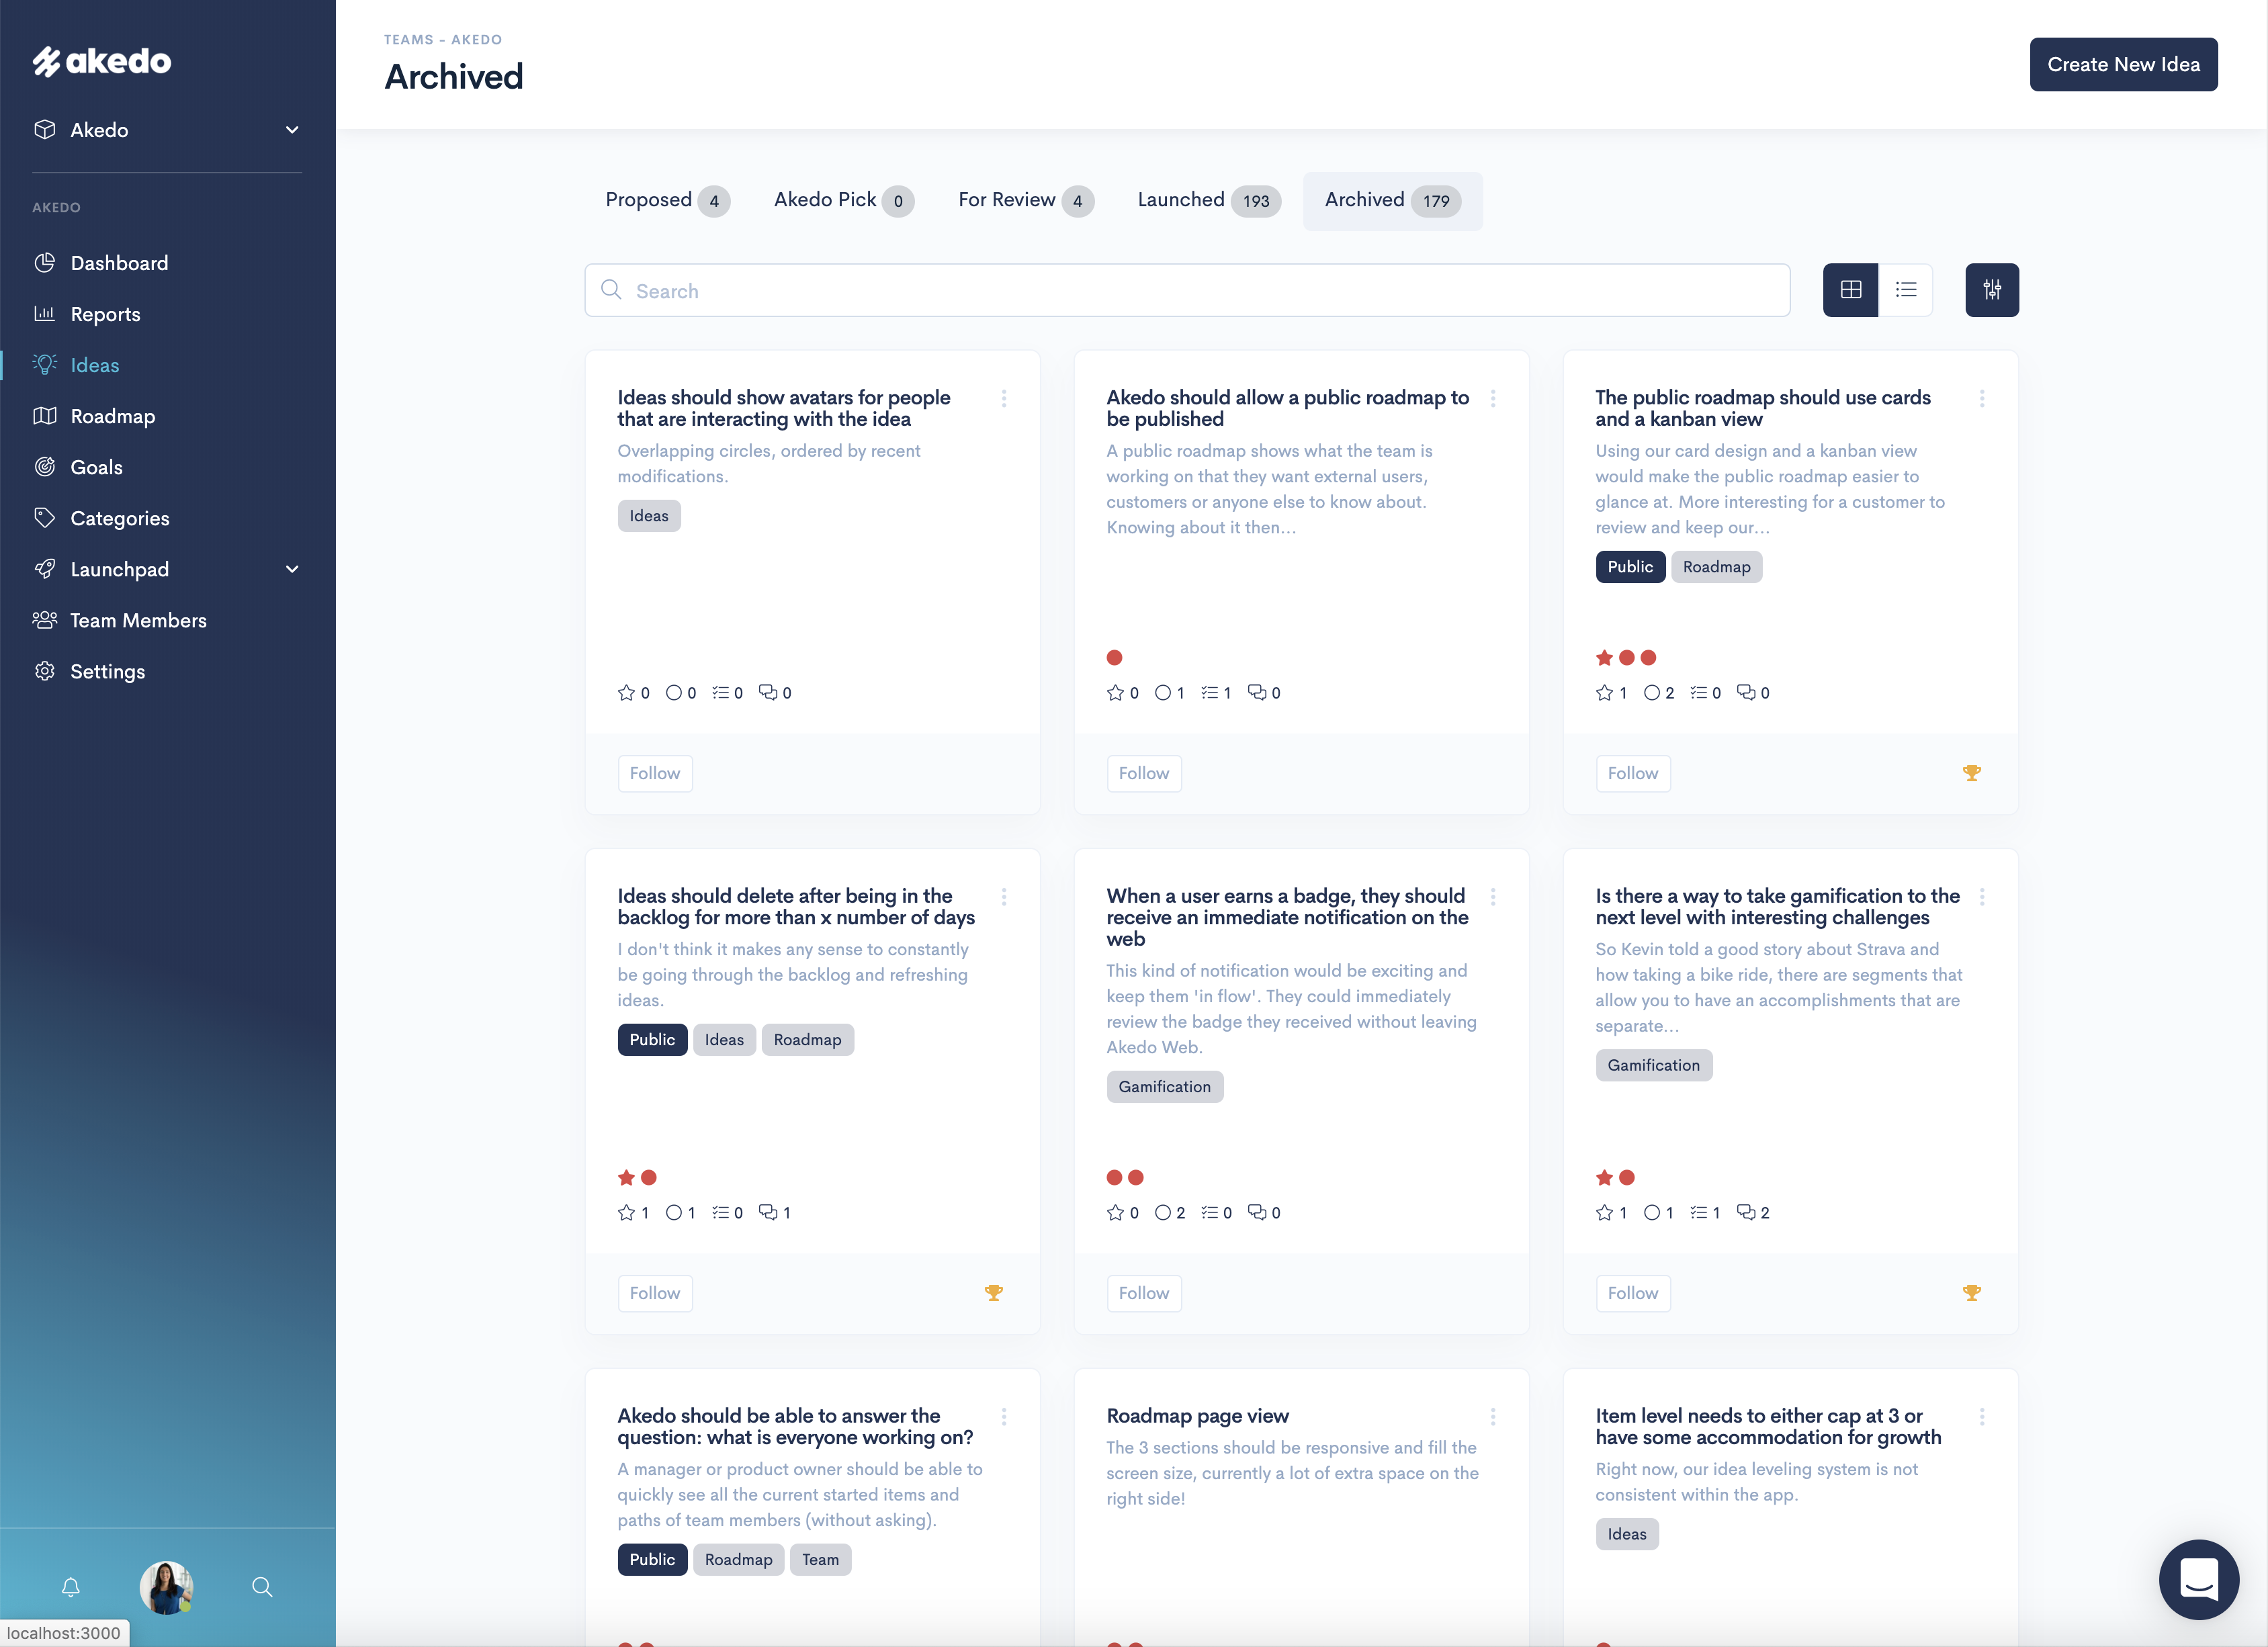 akedo
Akedo
AKEDO
Dashboard
Reports
Ideas
Roadmap
Goals
Categories
Launchpad
Team Members
Settings
localhost:3000
TEAMS - AKEDO
Archived
Create New Idea
Proposed 4
Akedo Pick 0
For Review 4
Launched 193
Archived 179
Search
Ideas should show avatars for people
that are interacting with the idea
Overlapping circles, ordered by recent
modifications.
Ideas
0 0 0 0
Follow
Akedo should allow a public roadmap to
be published
A public roadmap shows what the team is
working on that they want external users,
customers or anyone else to know about.
Knowing about it then...
0 1 1 0
Follow
The public roadmap should use cards
and a kanban view
Using our card design and a kanban view
would make the public roadmap easier to
glance at. More interesting for a customer to
review and keep our...
Public Roadmap
1 2 0 0
Follow
Ideas should delete after being in the
backlog for more than x number of days
I don't think it makes any sense to constantly
be going through the backlog and refreshing
ideas.
Public Ideas Roadmap
1 1 0 1
Follow
When a user earns a badge, they should
receive an immediate notification on the
web
This kind of notification would be exciting and
keep them 'in flow'. They could immediately
review the badge they received without leaving
Akedo Web.
Gamification
0 2 0 0
Follow
Is there a way to take gamification to the
next level with interesting challenges
So Kevin told a good story about Strava and
how taking a bike ride, there are segments that
allow you to have an accomplishments that are
separate...
Gamification
1 1 1 2
Follow
Akedo should be able to answer the
question: what is everyone working on?
A manager or product owner should be able to
quickly see all the current started items and
paths of team members (without asking).
Public Roadmap Team
Roadmap page view
The 3 sections should be responsive and fill the
screen size, currently a lot of extra space on the
right side!
Item level needs to either cap at 3 or
have some accommodation for growth
Right now, our idea leveling system is not
consistent within the app.
Ideas